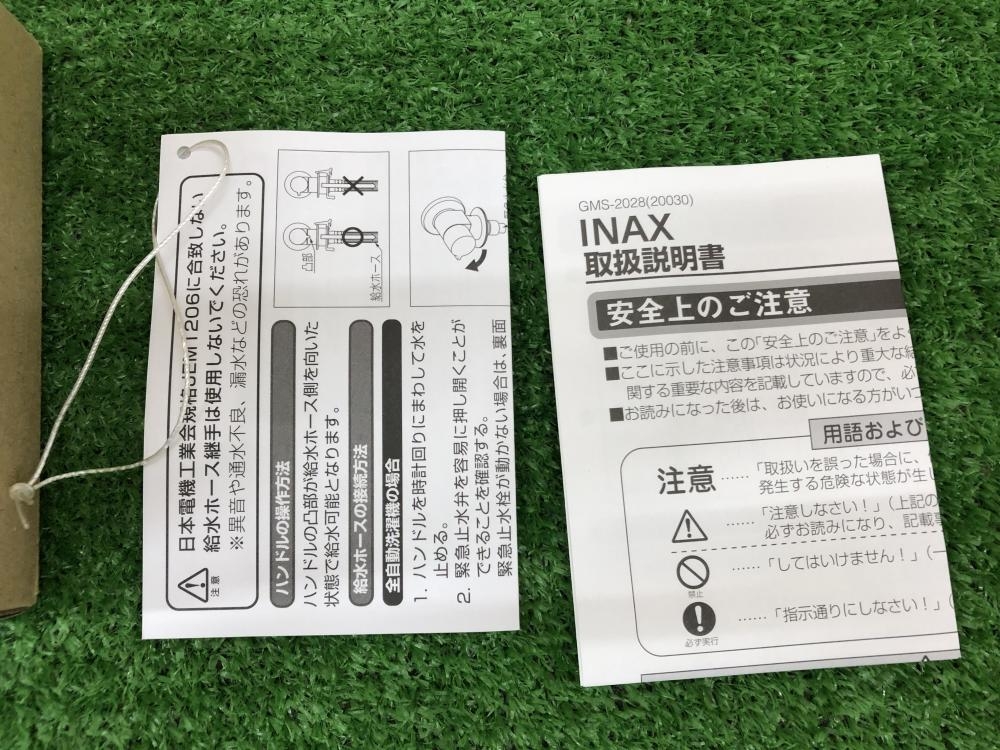 注意
日本電機工業会規格JEM1206に合致しない
給水ホース継手は使用しないでください。
※異音や通水不良、漏水などの恐れがあります。
ハンドルの操作方法
ハンドルの凸部が給水ホース側を向いた
状態で給水可能となります。
凸部
給水ホース
給水ホースの接続方法
全自動洗濯機の場合
1. ハンドルを時計回りにまわして水を
止める。
2. 緊急止水弁を容易に押し開くことが
できることを確認する。
緊急止水栓が動かない場合は、裏面
GMS-2028(20030)
INAX
取扱説明書
安全上のご注意
■ご使用の前に、この「安全上のご注意」をよ
■ここに示した注意事項は状況により重大な結
関する重要な内容を記載していますので、必
■お読みになった後は、お使いになる方がいつ
用語および
注意……「取扱いを誤った場合に、
発生する危険な状態が生
……「注意しなさい！」（上記の
必ずお読みになり、記載事
……「してはいけません！」（一
禁止
……「指示通りにしなさい！」（
必ず実行